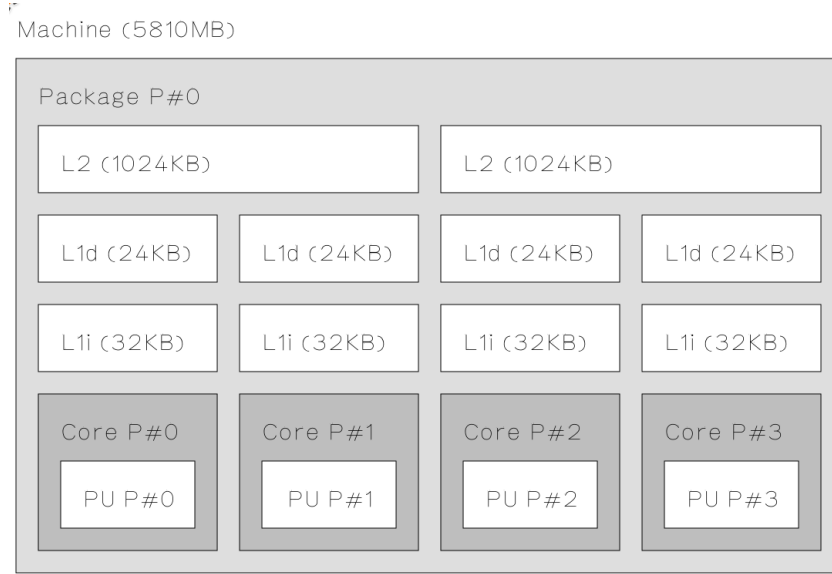 Machine (5810MB)
Package P#0
L2 (1024KB) L2 (1024KB)
L1d (24KB) L1d (24KB) L1d (24KB) L1d (24KB)
L1i (32KB) L1i (32KB) L1i (32KB) L1i (32KB)
Core P#0 Core P#1 Core P#2 Core P#3
PU P#0 PU P#1 PU P#2 PU P#3